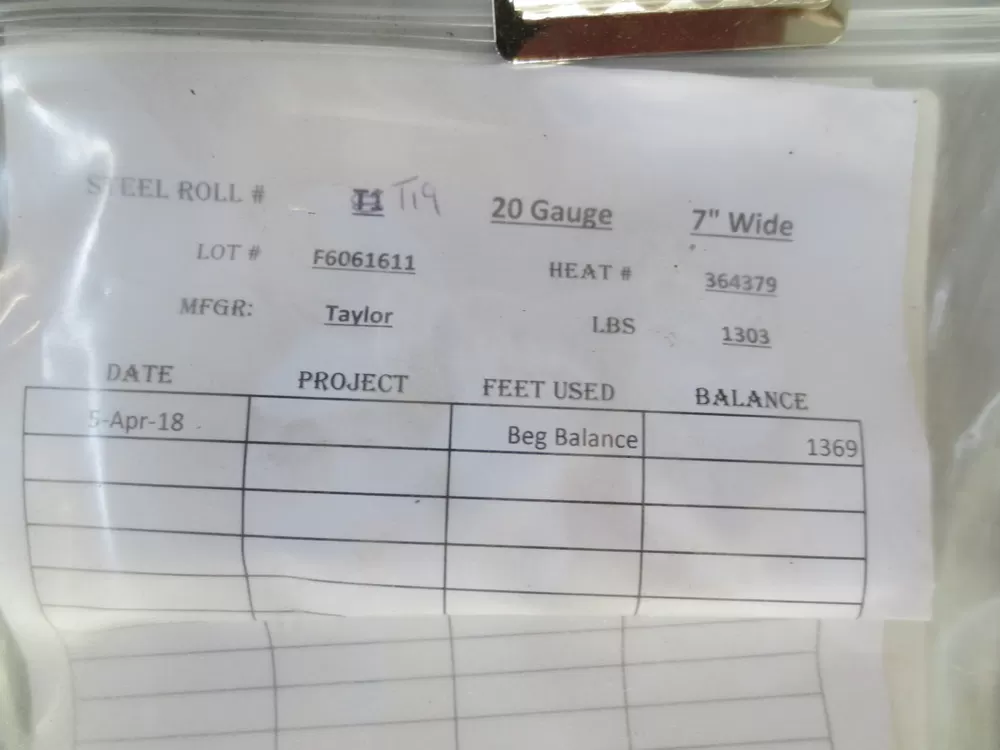 STEEL ROLL # T1 T19 20 Gauge 7" Wide
LOT # F6061611 HEAT # 364379
MFGR: Taylor LBS 1303
DATE PROJECT FEET USED BALANCE
5-Apr-18 Beg Balance 1369